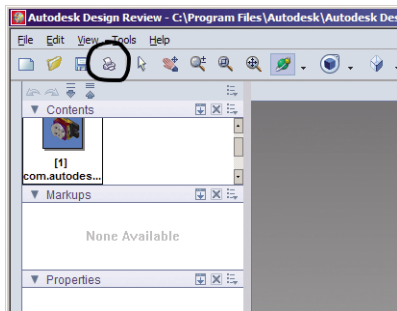 Autodesk Design Review - C:\Program Files\Autodesk\Autodesk Des
File Edit View Tools Help
Contents
[1]
com.autodes...
Markups
None Available
Properties